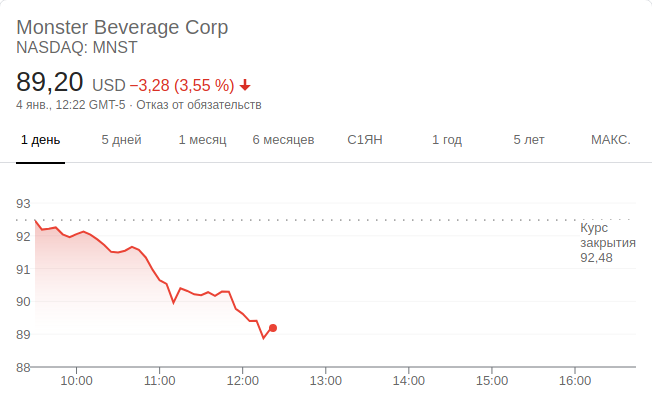 Monster Beverage Corp
NASDAQ: MNST
89,20 USD −3,28 (3,55 %)
4 янв., 12:22 GMT-5 · Отказ от обязательств
1 день 5 дней 1 месяц 6 месяцев С1ЯН 1 год 5 лет МАКС.
93
92
91
90
89
88
Курс
закрытия
92,48
10:00 11:00 12:00 13:00 14:00 15:00 16:00